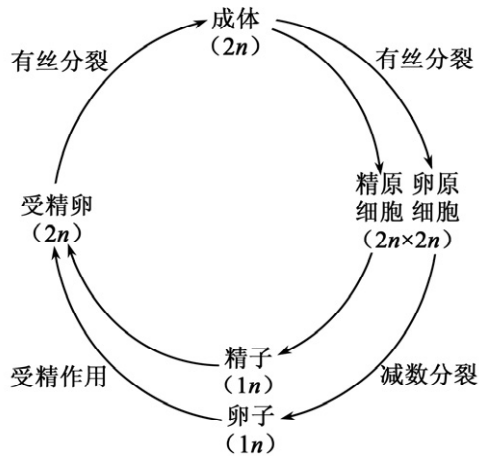 成体
(2n)
有丝分裂
有丝分裂
受精卵
(2n)
精原 卵原
细胞 细胞
(2n×2n)
精子
(1n)
受精作用
减数分裂
卵子
(1n)